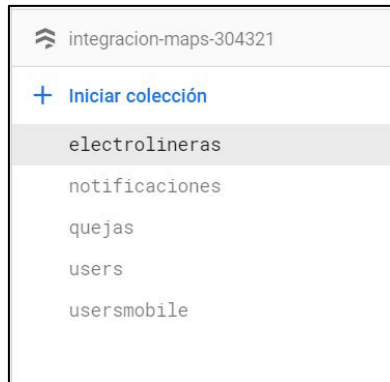 integracion-maps-304321
+ Iniciar colección
electrolineras
notificaciones
quejas
users
usersmobile